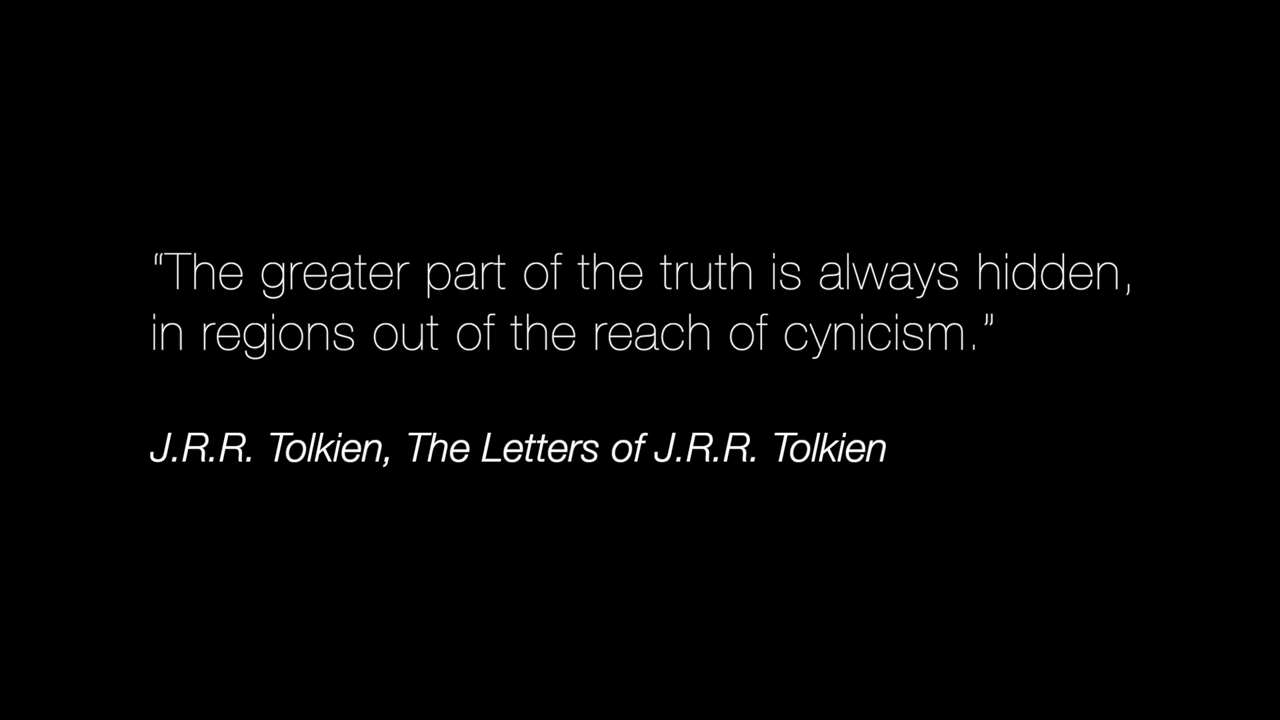 “The greater part of the truth is always hidden,
in regions out of the reach of cynicism.”
J.R.R. Tolkien, The Letters of J.R.R. Tolkien